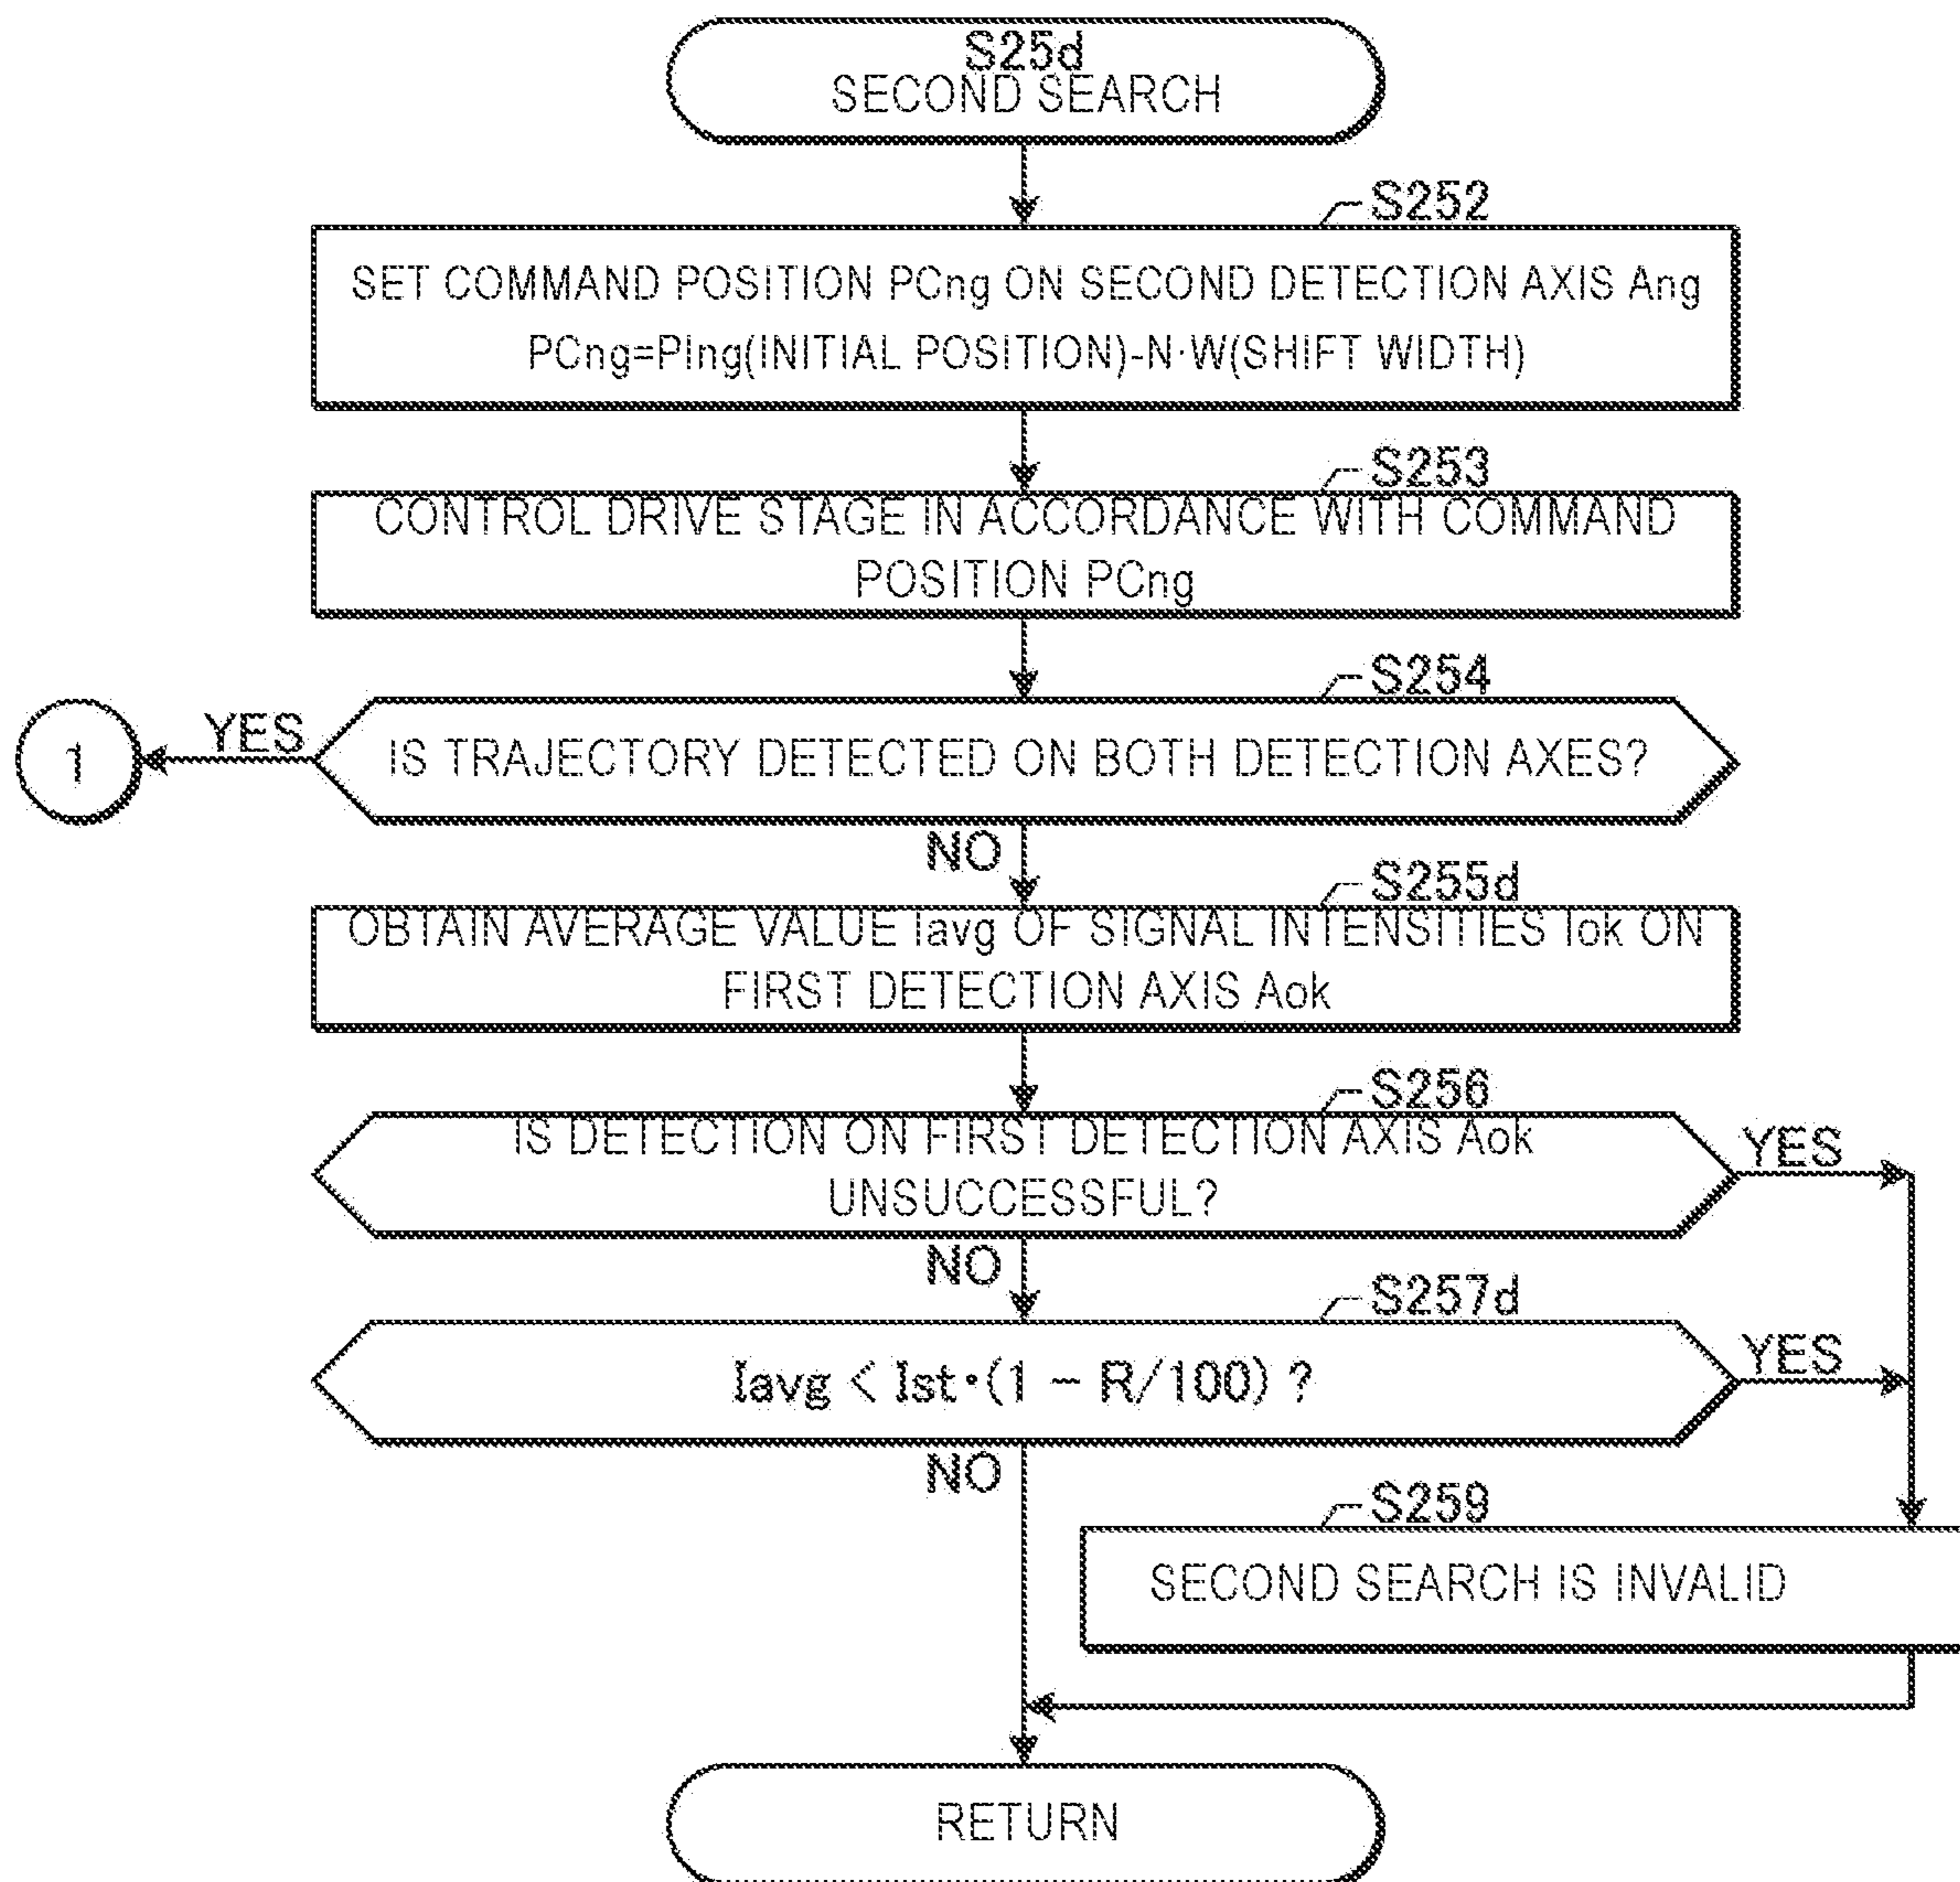 S25d
SECOND SEARCH
S252
SET COMMAND POSITION PCng ON SECOND DETECTION AXIS Ang
PCng=PIng(INITIAL POSITION)-N·W(SHIFT WIDTH)
S253
CONTROL DRIVE STAGE IN ACCORDANCE WITH COMMAND
POSITION PCng
S254
1
YES
IS TRAJECTORY DETECTED ON BOTH DETECTION AXES?
NO
S255d
OBTAIN AVERAGE VALUE Iavg OF SIGNAL INTENSITIES Iok ON
FIRST DETECTION AXIS Aok
S256
IS DETECTION ON FIRST DETECTION AXIS Aok
UNSUCCESSFUL?
YES
NO
S257d
Iavg < Ist·(1 - R/100) ?
YES
NO
S259
SECOND SEARCH IS INVALID
RETURN